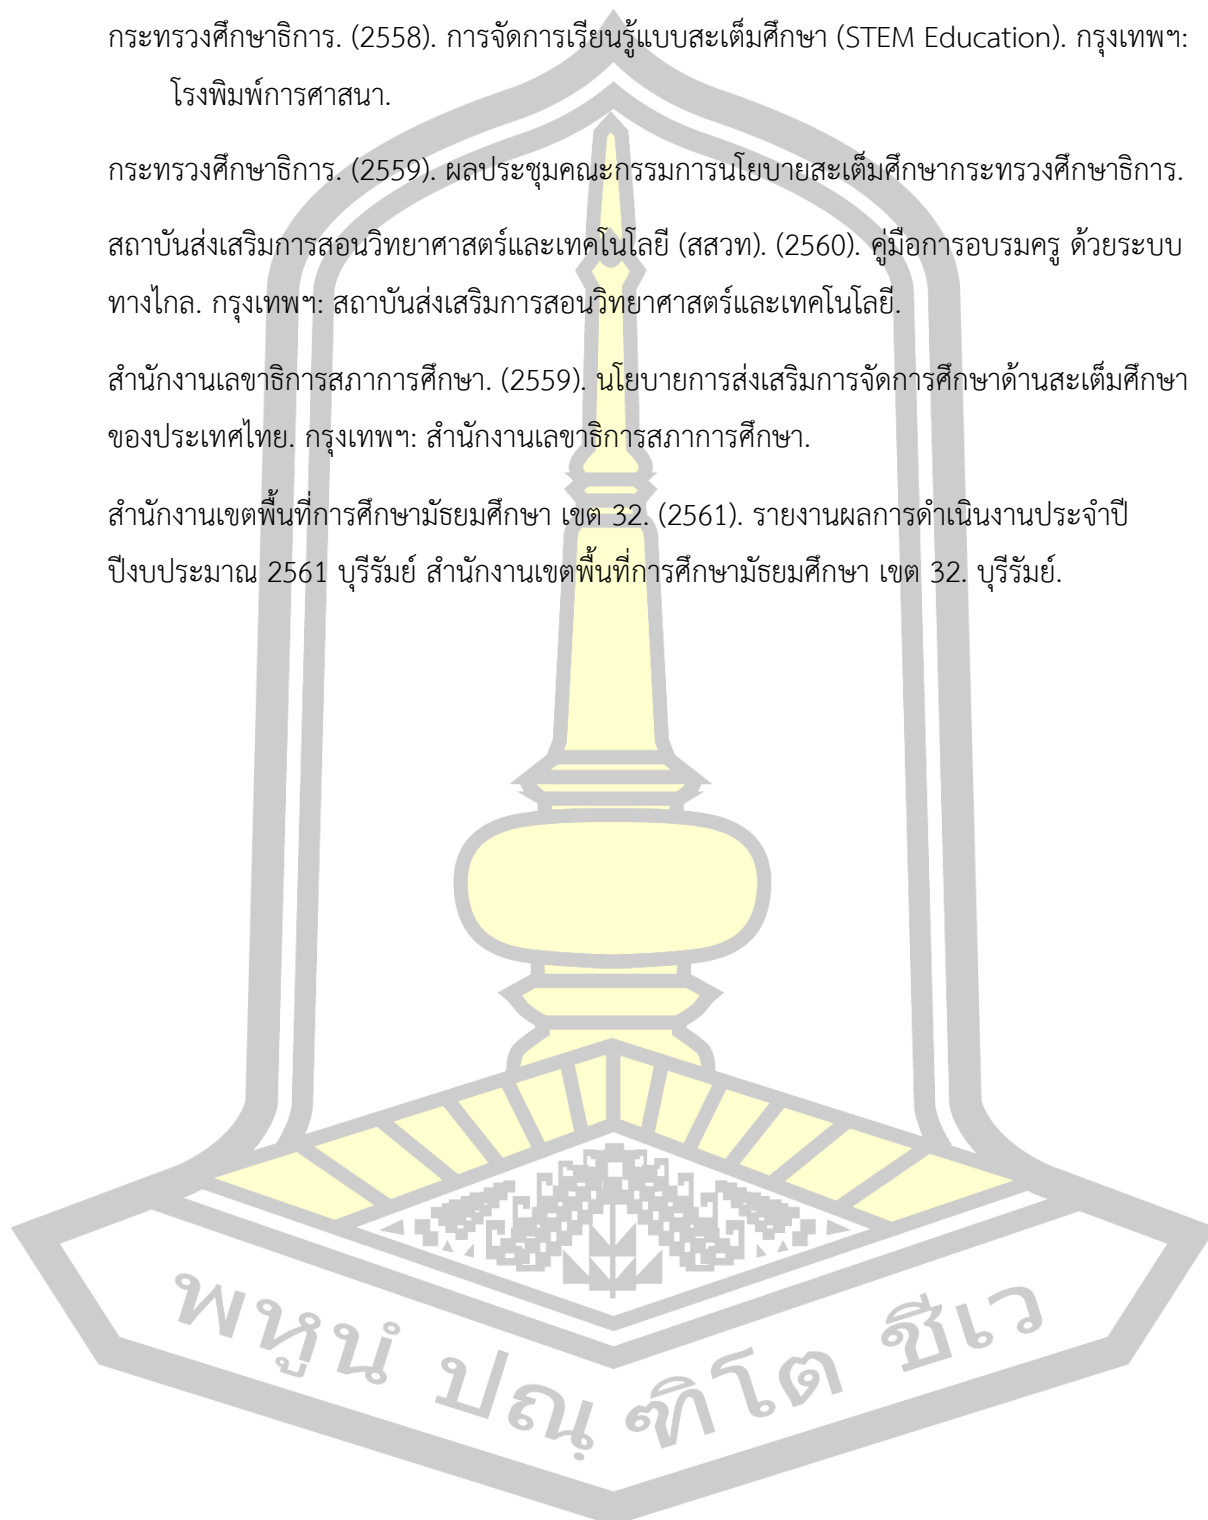 กระทรวงศึกษาธิการ. (2558). การจัดการเรียนรู้แบบสะเต็มศึกษา (STEM Education). กรุงเทพฯ:
โรงพิมพ์การศาสนา.
กระทรวงศึกษาธิการ. (2559). ผลประชุมคณะกรรมการนโยบายสะเต็มศึกษากระทรวงศึกษาธิการ.
สถาบันส่งเสริมการสอนวิทยาศาสตร์และเทคโนโลยี (สสวท). (2560). คู่มือการอบรมครู ด้วยระบบ
ทางไกล. กรุงเทพฯ: สถาบันส่งเสริมการสอนวิทยาศาสตร์และเทคโนโลยี.
สำนักงานเลขาธิการสภาการศึกษา. (2559). นโยบายการส่งเสริมการจัดการศึกษาด้านสะเต็มศึกษา
ของประเทศไทย. กรุงเทพฯ: สำนักงานเลขาธิการสภาการศึกษา.
สำนักงานเขตพื้นที่การศึกษามัธยมศึกษา เขต 32. (2561). รายงานผลการดำเนินงานประจำปี
ปีงบประมาณ 2561 บุรีรัมย์ สำนักงานเขตพื้นที่การศึกษามัธยมศึกษา เขต 32. บุรีรัมย์.
พหูนํ ปณฺ ฑิโต ชีเว